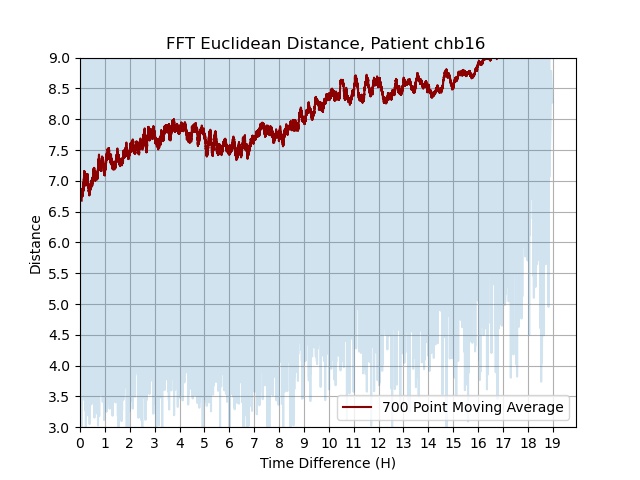 FFT Euclidean Distance, Patient chb16
9.0
8.5
8.0
7.5
7.0
6.5
6.0
5.5
5.0
4.5
4.0
3.5
3.0
Distance
700 Point Moving Average
0 1 2 3 4 5 6 7 8 9 10 11 12 13 14 15 16 17 18 19
Time Difference (H)